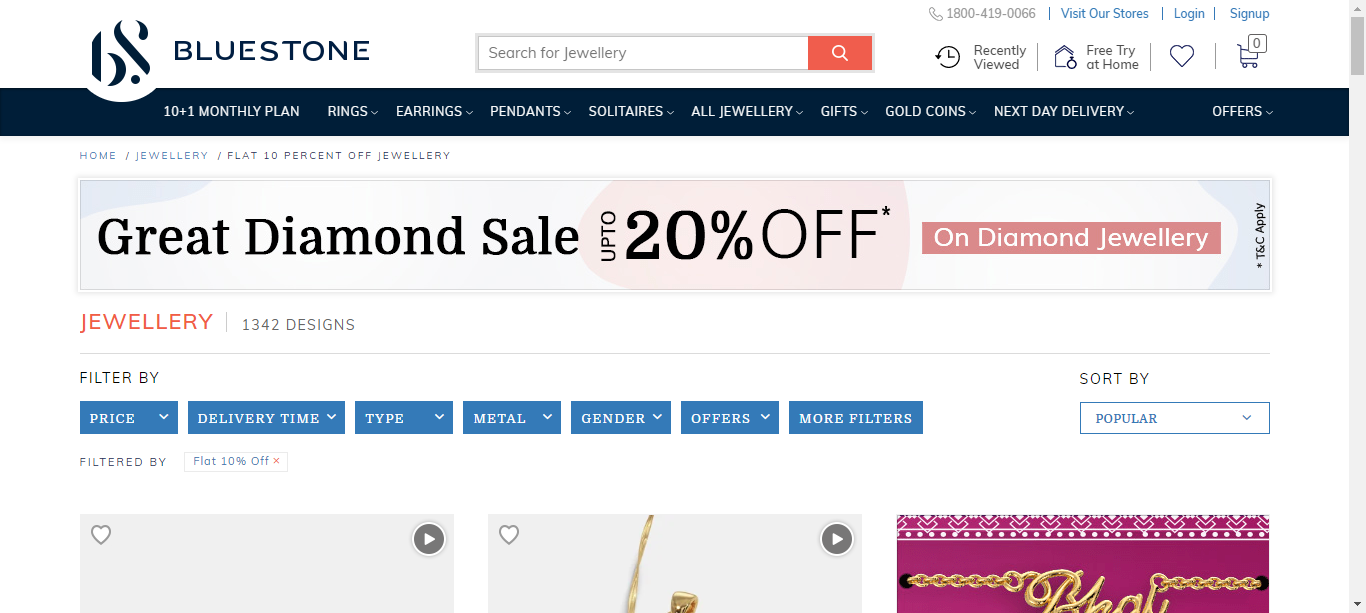 1800-419-0066 | Visit Our Stores | Login | Signup
BS BLUESTONE
Search for Jewellery
Recently Viewed
Free Try at Home
0
10+1 MONTHLY PLAN RINGS EARRINGS PENDANTS SOLITAIRES ALL JEWELLERY GIFTS GOLD COINS NEXT DAY DELIVERY OFFERS
HOME / JEWELLERY / FLAT 10 PERCENT OFF JEWELLERY
Great Diamond Sale UPTO 20% OFF* On Diamond Jewellery * T&C Apply
JEWELLERY | 1342 DESIGNS
FILTER BY
SORT BY
PRICE DELIVERY TIME TYPE METAL GENDER OFFERS MORE FILTERS
POPULAR
FILTERED BY Flat 10% Off ×
Bhai